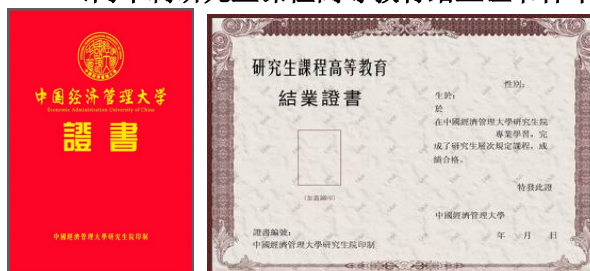 中国经济管理大学
Economic Administration University of China
證書
中國經濟管理大學研究生院印制
研究生課程高等教育
結業證書
(加蓋鋼印)
證書編號：
中國經濟管理大學研究生院印制
性别：
生於，
於
在中國經濟管理大學研究生院
專業學習，完
成了研究生層次規定課程，成
績合格。
特發此證
中國經濟管理大學
年 月 日